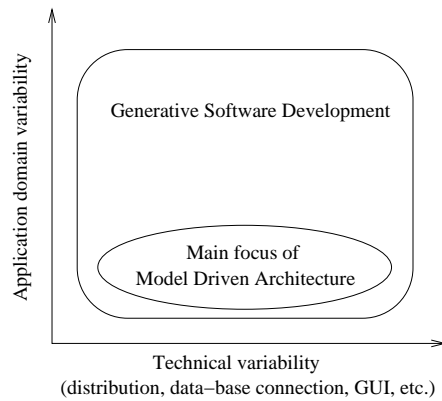 Application domain variability
Generative Software Development
Main focus of
Model Driven Architecture
Technical variability
(distribution, data−base connection, GUI, etc.)